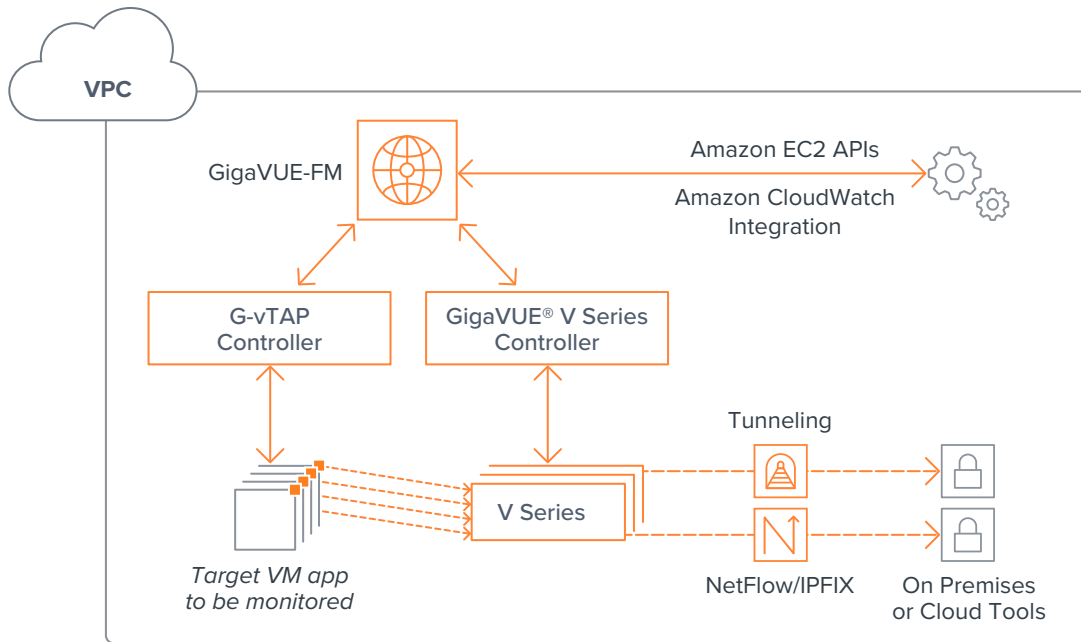 VPC
GigaVUE-FM
Amazon EC2 APIs
Amazon CloudWatch
Integration
G-vTAP
Controller
GigaVUE® V Series
Controller
Tunneling
V Series
Target VM app
to be monitored
NetFlow/IPFIX
On Premises
or Cloud Tools